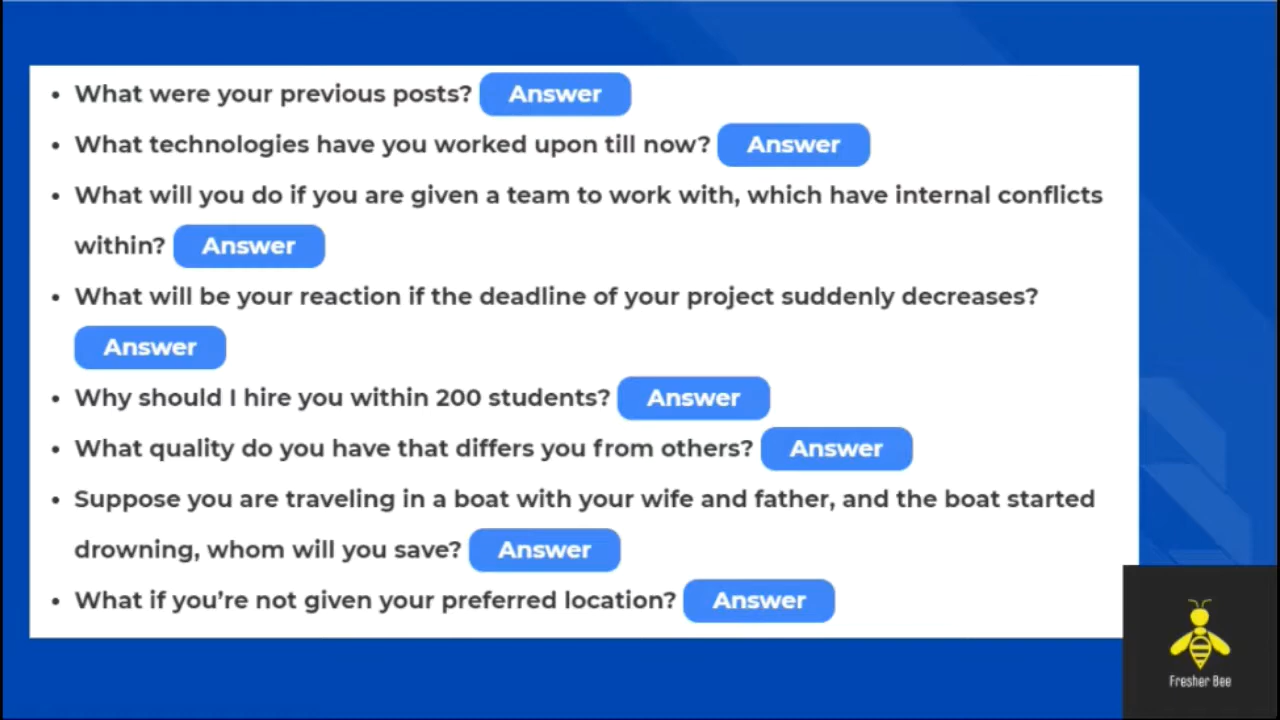 • What were your previous posts? Answer
• What technologies have you worked upon till now? Answer
• What will you do if you are given a team to work with, which have internal conflicts
within? Answer
• What will be your reaction if the deadline of your project suddenly decreases?
Answer
• Why should I hire you within 200 students? Answer
• What quality do you have that differs you from others? Answer
• Suppose you are traveling in a boat with your wife and father, and the boat started
drowning, whom will you save? Answer
• What if you’re not given your preferred location? Answer
Fresher Bee